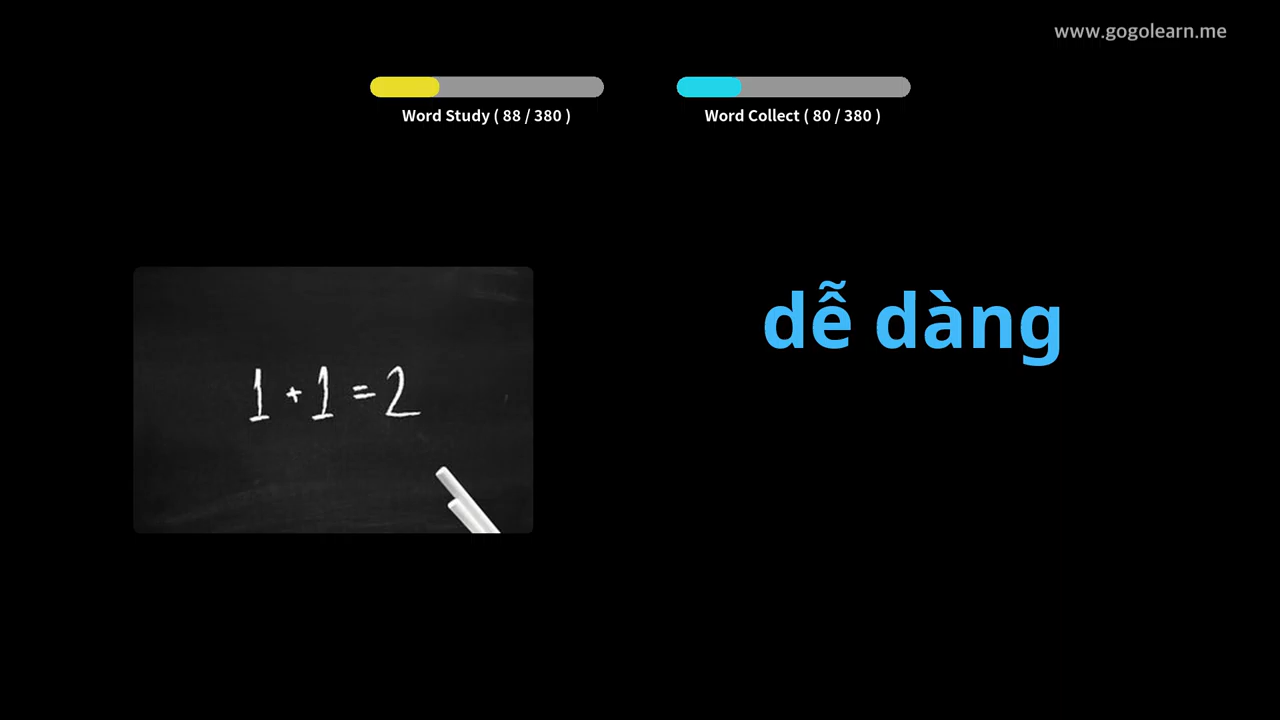 www.gogolearn.me
Word Study ( 88 / 380 )
Word Collect ( 80 / 380 )
dễ dàng
1 + 1 = 2